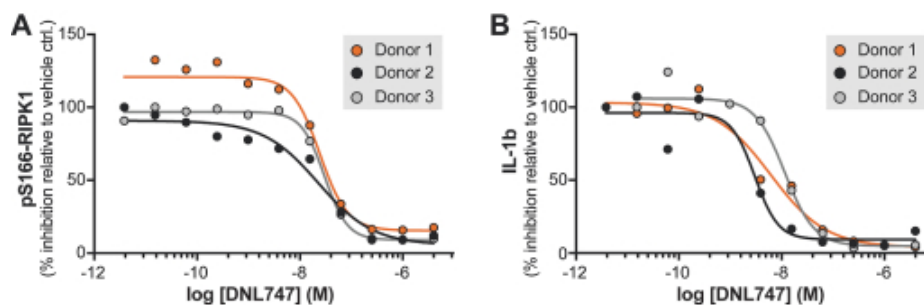 A
pS166-RIPK1
(% inhibition relative to vehicle ctrl.)
150
100
50
0
-12
-10
-8
-6
log [DNL747] (M)
Donor 1
Donor 2
Donor 3
B
IL-1b
(% inbition relative to vehicle ctrl.)
150
100
50
0
-12
-10
-8
-6
log [DNL747] (M)
Donor 1
Donor 2
Donor 3